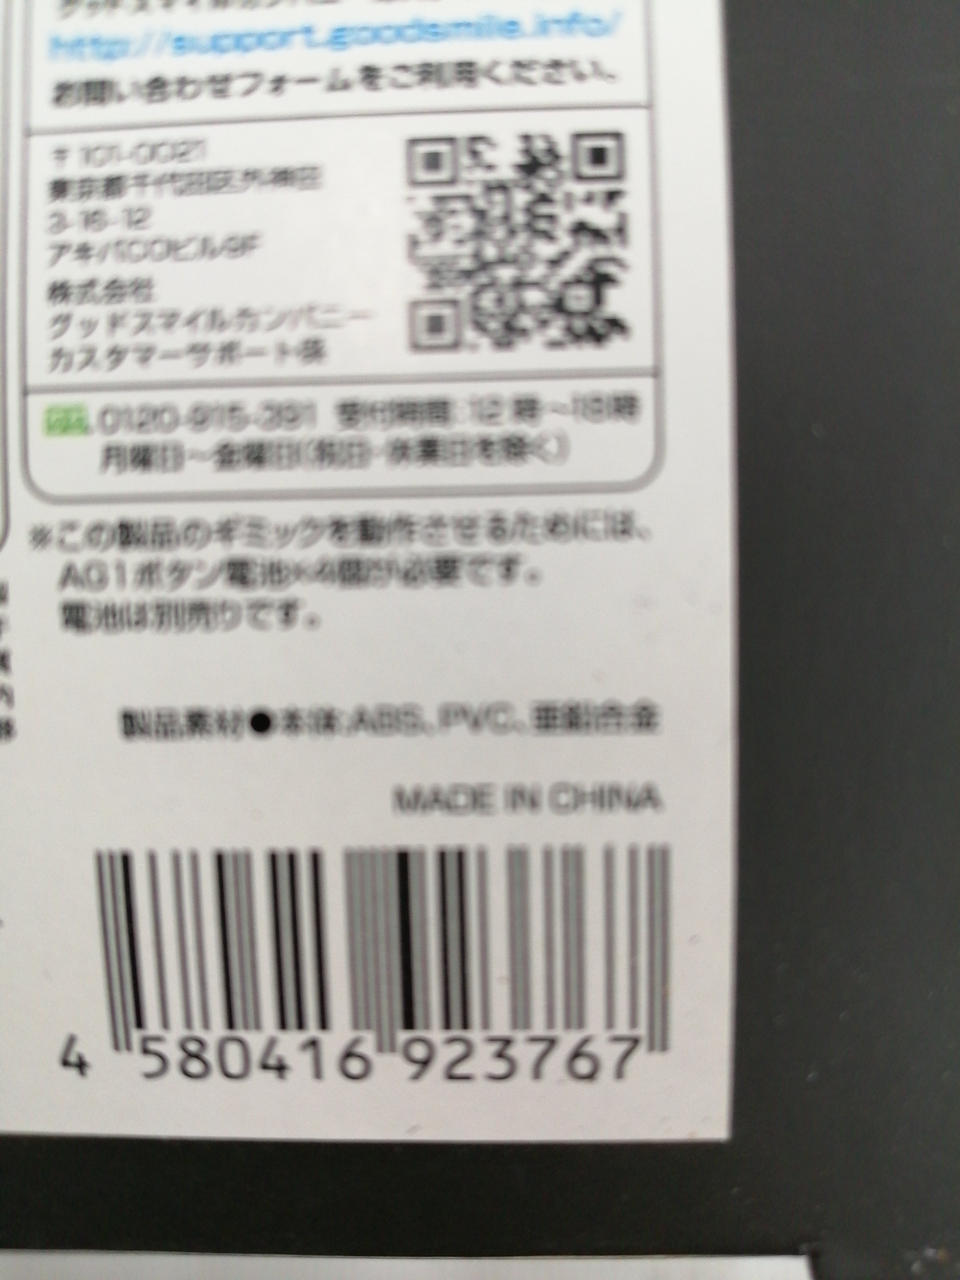 http://support.goodsmile.info/
お問い合わせフォームをご利用ください。
〒101-0021
東京都千代田区外神田
3-16-12
アキバCOビル8F
株式会社
グッドスマイルカンパニー
カスタマーサポート係
0120-915-391 受付時間:12時~18時
月曜日~金曜日(祝日・休業日を除く)
※この製品のギミックを動作させるためには、
AG1ボタン電池×4個が必要です。
電池は別売りです。
製品素材●本体:ABS、PVC、亜鉛合金
MADE IN CHINA
4 580416 923767